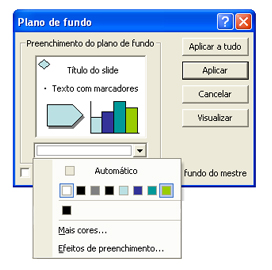 Plano de fundo
Preenchimento do plano de fundo
Título do slide
• Texto com marcadores
Aplicar a tudo
Aplicar
Cancelar
Visualizar
Automático
fundo do mestre
Mais cores...
Efeitos de preenchimento...